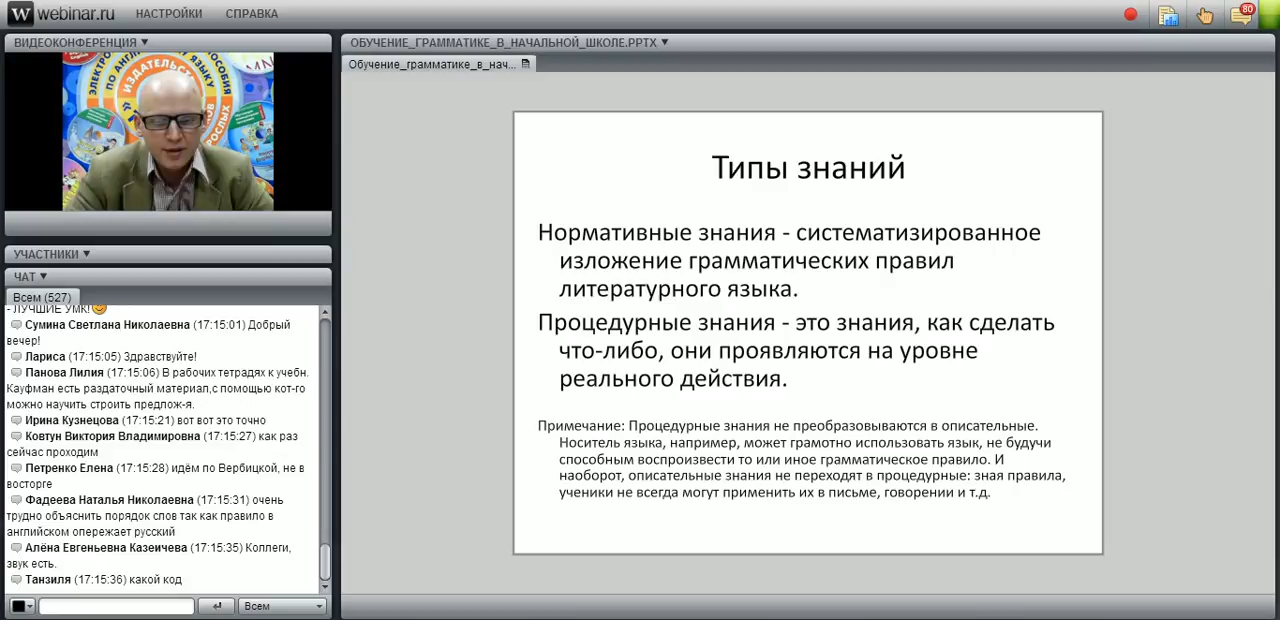 W webinar.ru НАСТРОЙКИ СПРАВКА 80
ВИДЕОКОНФЕРЕНЦИЯ
ЭЛЕКТРО
ПОСОБИЯ
ПО АНГЛ
ЯЗЫКУ
ИЗДАТЕЛЬСТВ
УЧАСТНИКИ
ЧАТ
Всем (527)
- ЛУЧШИЕ УМК!
Сумина Светлана Николаевна (17:15:01) Добрый
вечер!
Лариса (17:15:05) Здравствуйте!
Панова Лилия (17:15:06) В рабочих тетрадях к учебн.
Кауфман есть раздаточный материал,с помощью кот-го
можно научить строить предлож-я.
Ирина Кузнецова (17:15:21) вот вот это точно
Ковтун Виктория Владимировна (17:15:27) как раз
сейчас проходим
Петренко Елена (17:15:28) идём по Вербицкой, не в
восторге
Фадеева Наталья Николаевна (17:15:31) очень
трудно объяснить порядок слов так как правило в
английском опережает русский
Алёна Евгеньевна Казеичева (17:15:35) Коллеги,
звук есть.
Танзиля (17:15:36) какой код
Всем
ОБУЧЕНИЕ_ГРАММАТИКЕ_В_НАЧАЛЬНОЙ_ШКОЛЕ.PPTX
Обучение_грамматике_в_нач...
Типы знаний
Нормативные знания - систематизированное
изложение грамматических правил
литературного языка.
Процедурные знания - это знания, как сделать
что-либо, они проявляются на уровне
реального действия.
Примечание: Процедурные знания не преобразовываются в описательные.
Носитель языка, например, может грамотно использовать язык, не будучи
способным воспроизвести то или иное грамматическое правило. И
наоборот, описательные знания не переходят в процедурные: зная правила,
ученики не всегда могут применить их в письме, говорении и т.д.